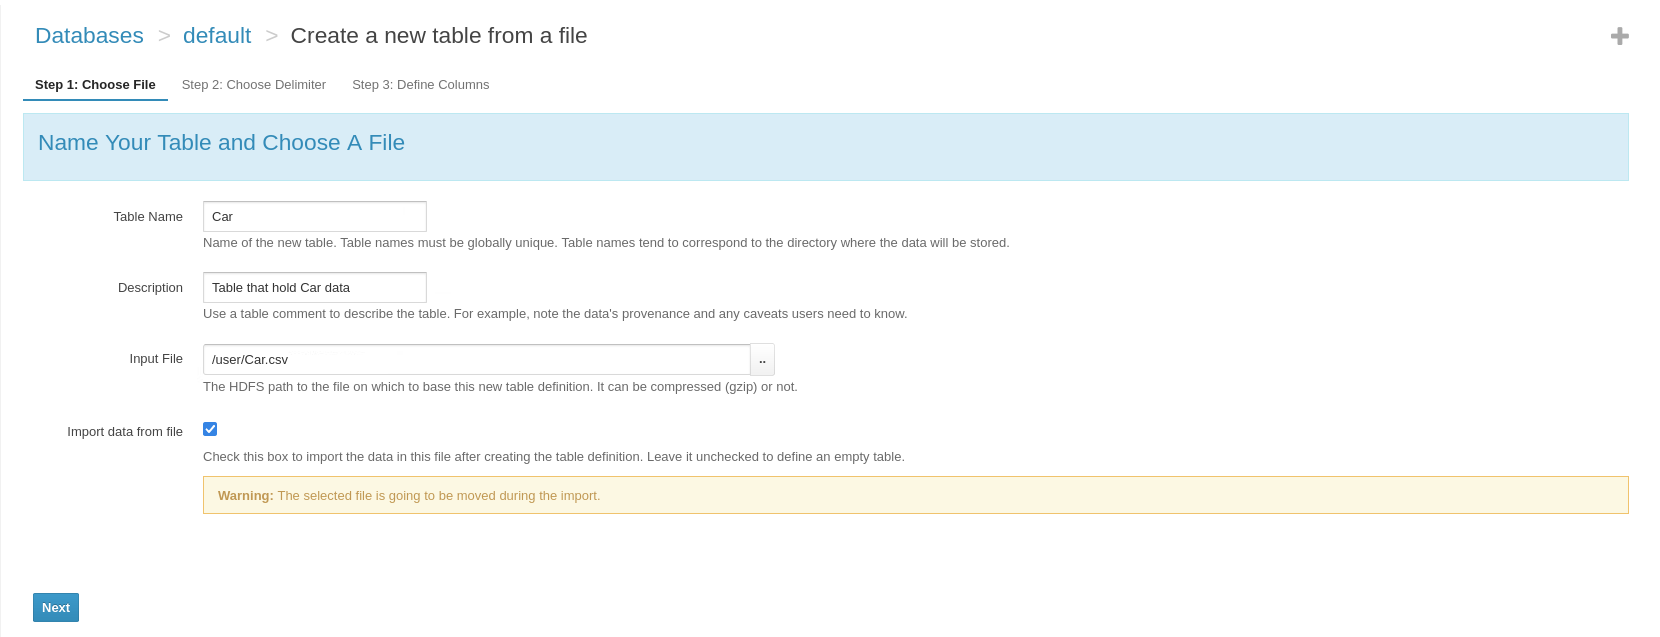 Databases > default > Create a new table from a file
Step 1: Choose File Step 2: Choose Delimiter Step 3: Define Columns
Name Your Table and Choose A File
Table Name Car
Name of the new table. Table names must be globally unique. Table names tend to correspond to the directory where the data will be stored.
Description Table that hold Car data
Use a table comment to describe the table. For example, note the data's provenance and any caveats users need to know.
Input File /user/Car.csv ..
The HDFS path to the file on which to base this new table definition. It can be compressed (gzip) or not.
Import data from file
Check this box to import the data in this file after creating the table definition. Leave it unchecked to define an empty table.
Warning: The selected file is going to be moved during the import.
Next